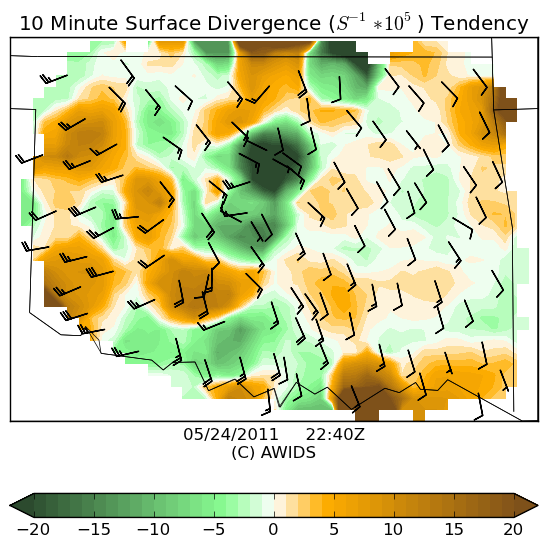 10 Minute Surface Divergence (S⁻¹ *10⁵ ) Tendency
05/24/2011 22:40Z
(C) AWIDS
−20 −15 −10 −5 0 5 10 15 20